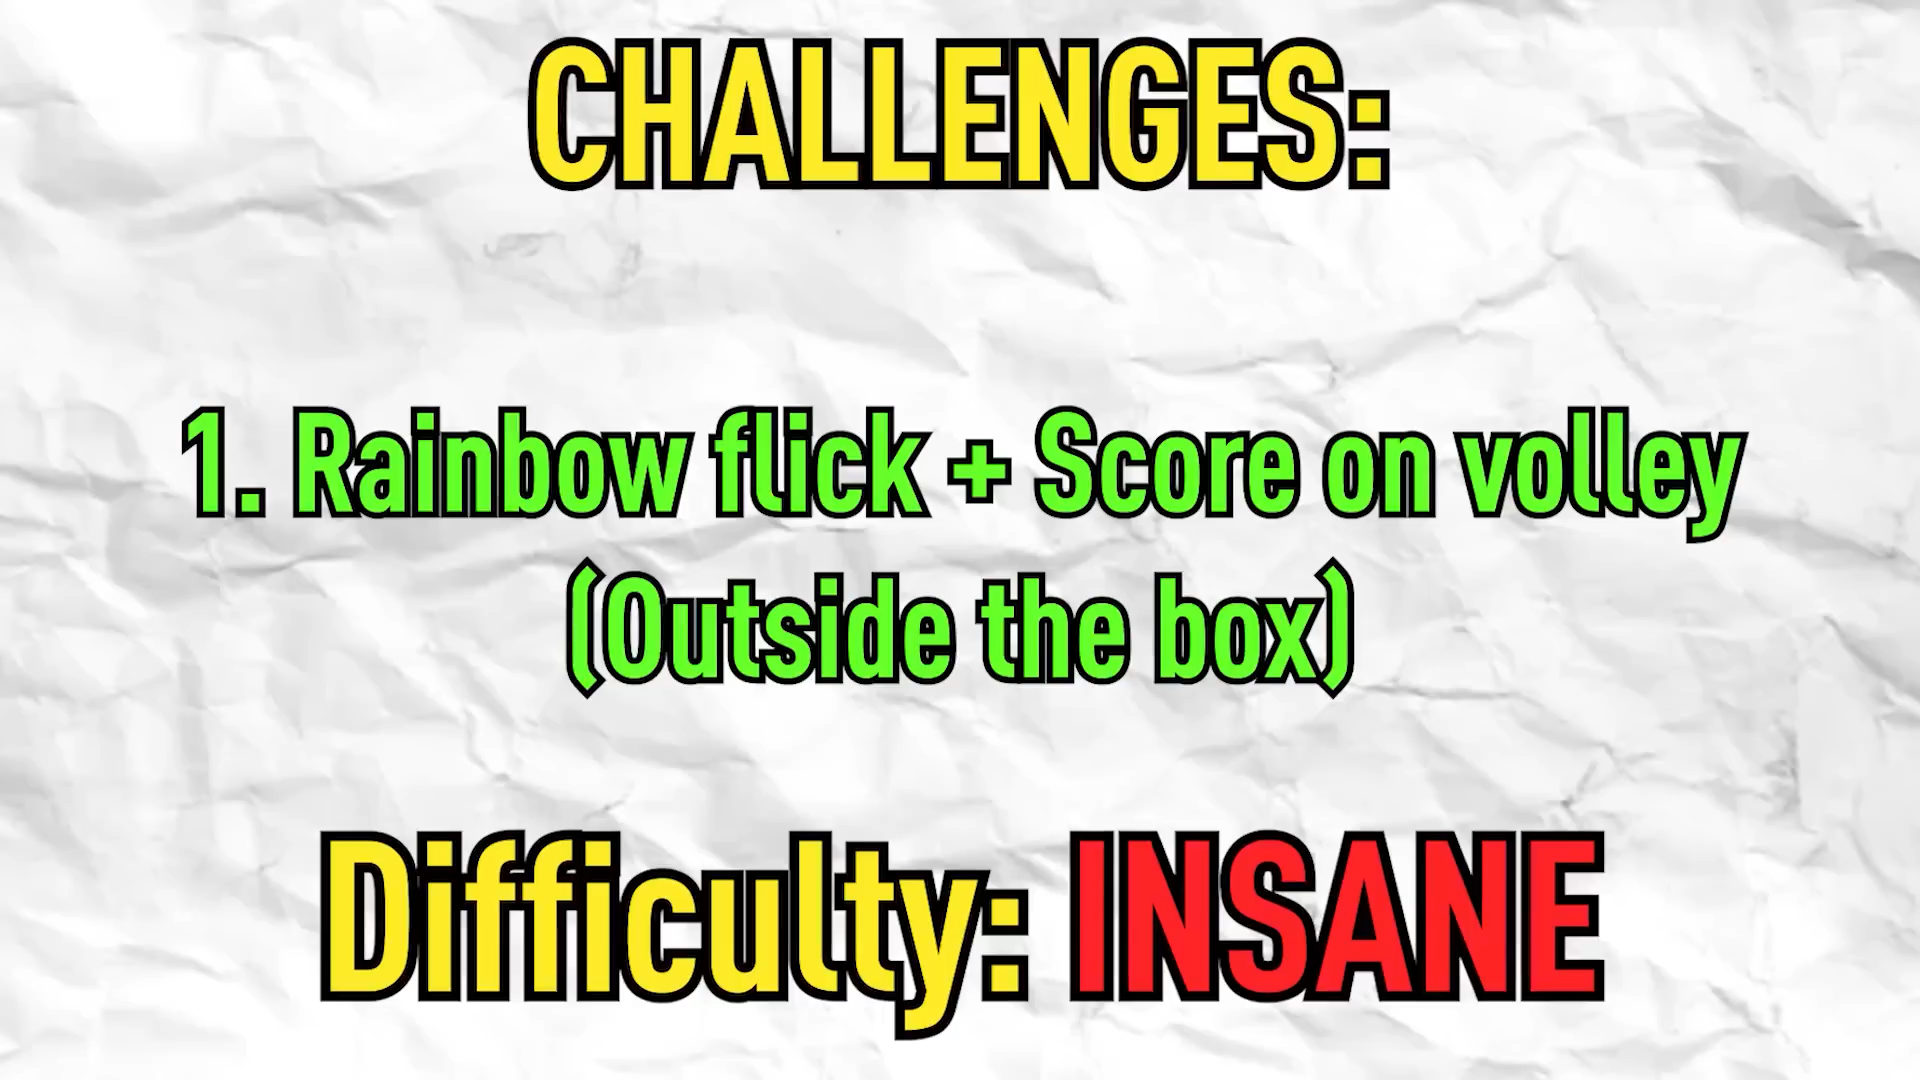 CHALLENGES:
1. Rainbow flick + Score on volley
(Outside the box)
Difficulty: INSANE